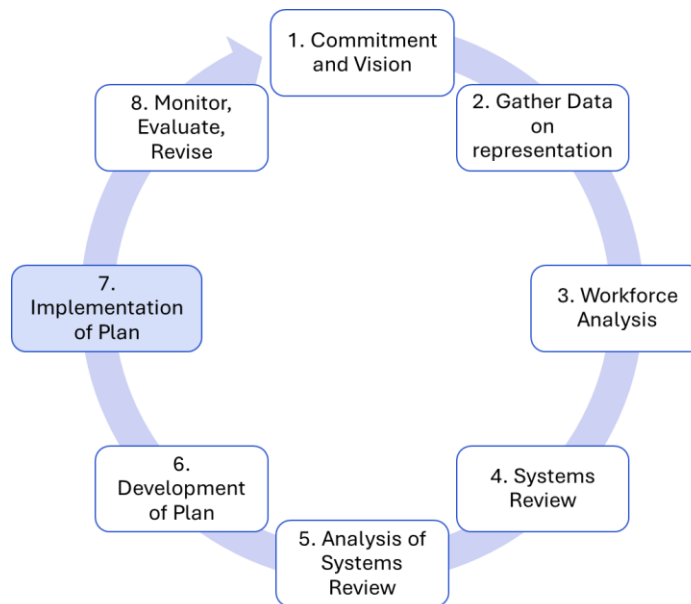 1. Commitment
and Vision
2. Gather Data
on
representation
3. Workforce
Analysis
4. Systems
Review
5. Analysis of
Systems
Review
6.
Development
of Plan
7.
Implementation
of Plan
8. Monitor,
Evaluate,
Revise